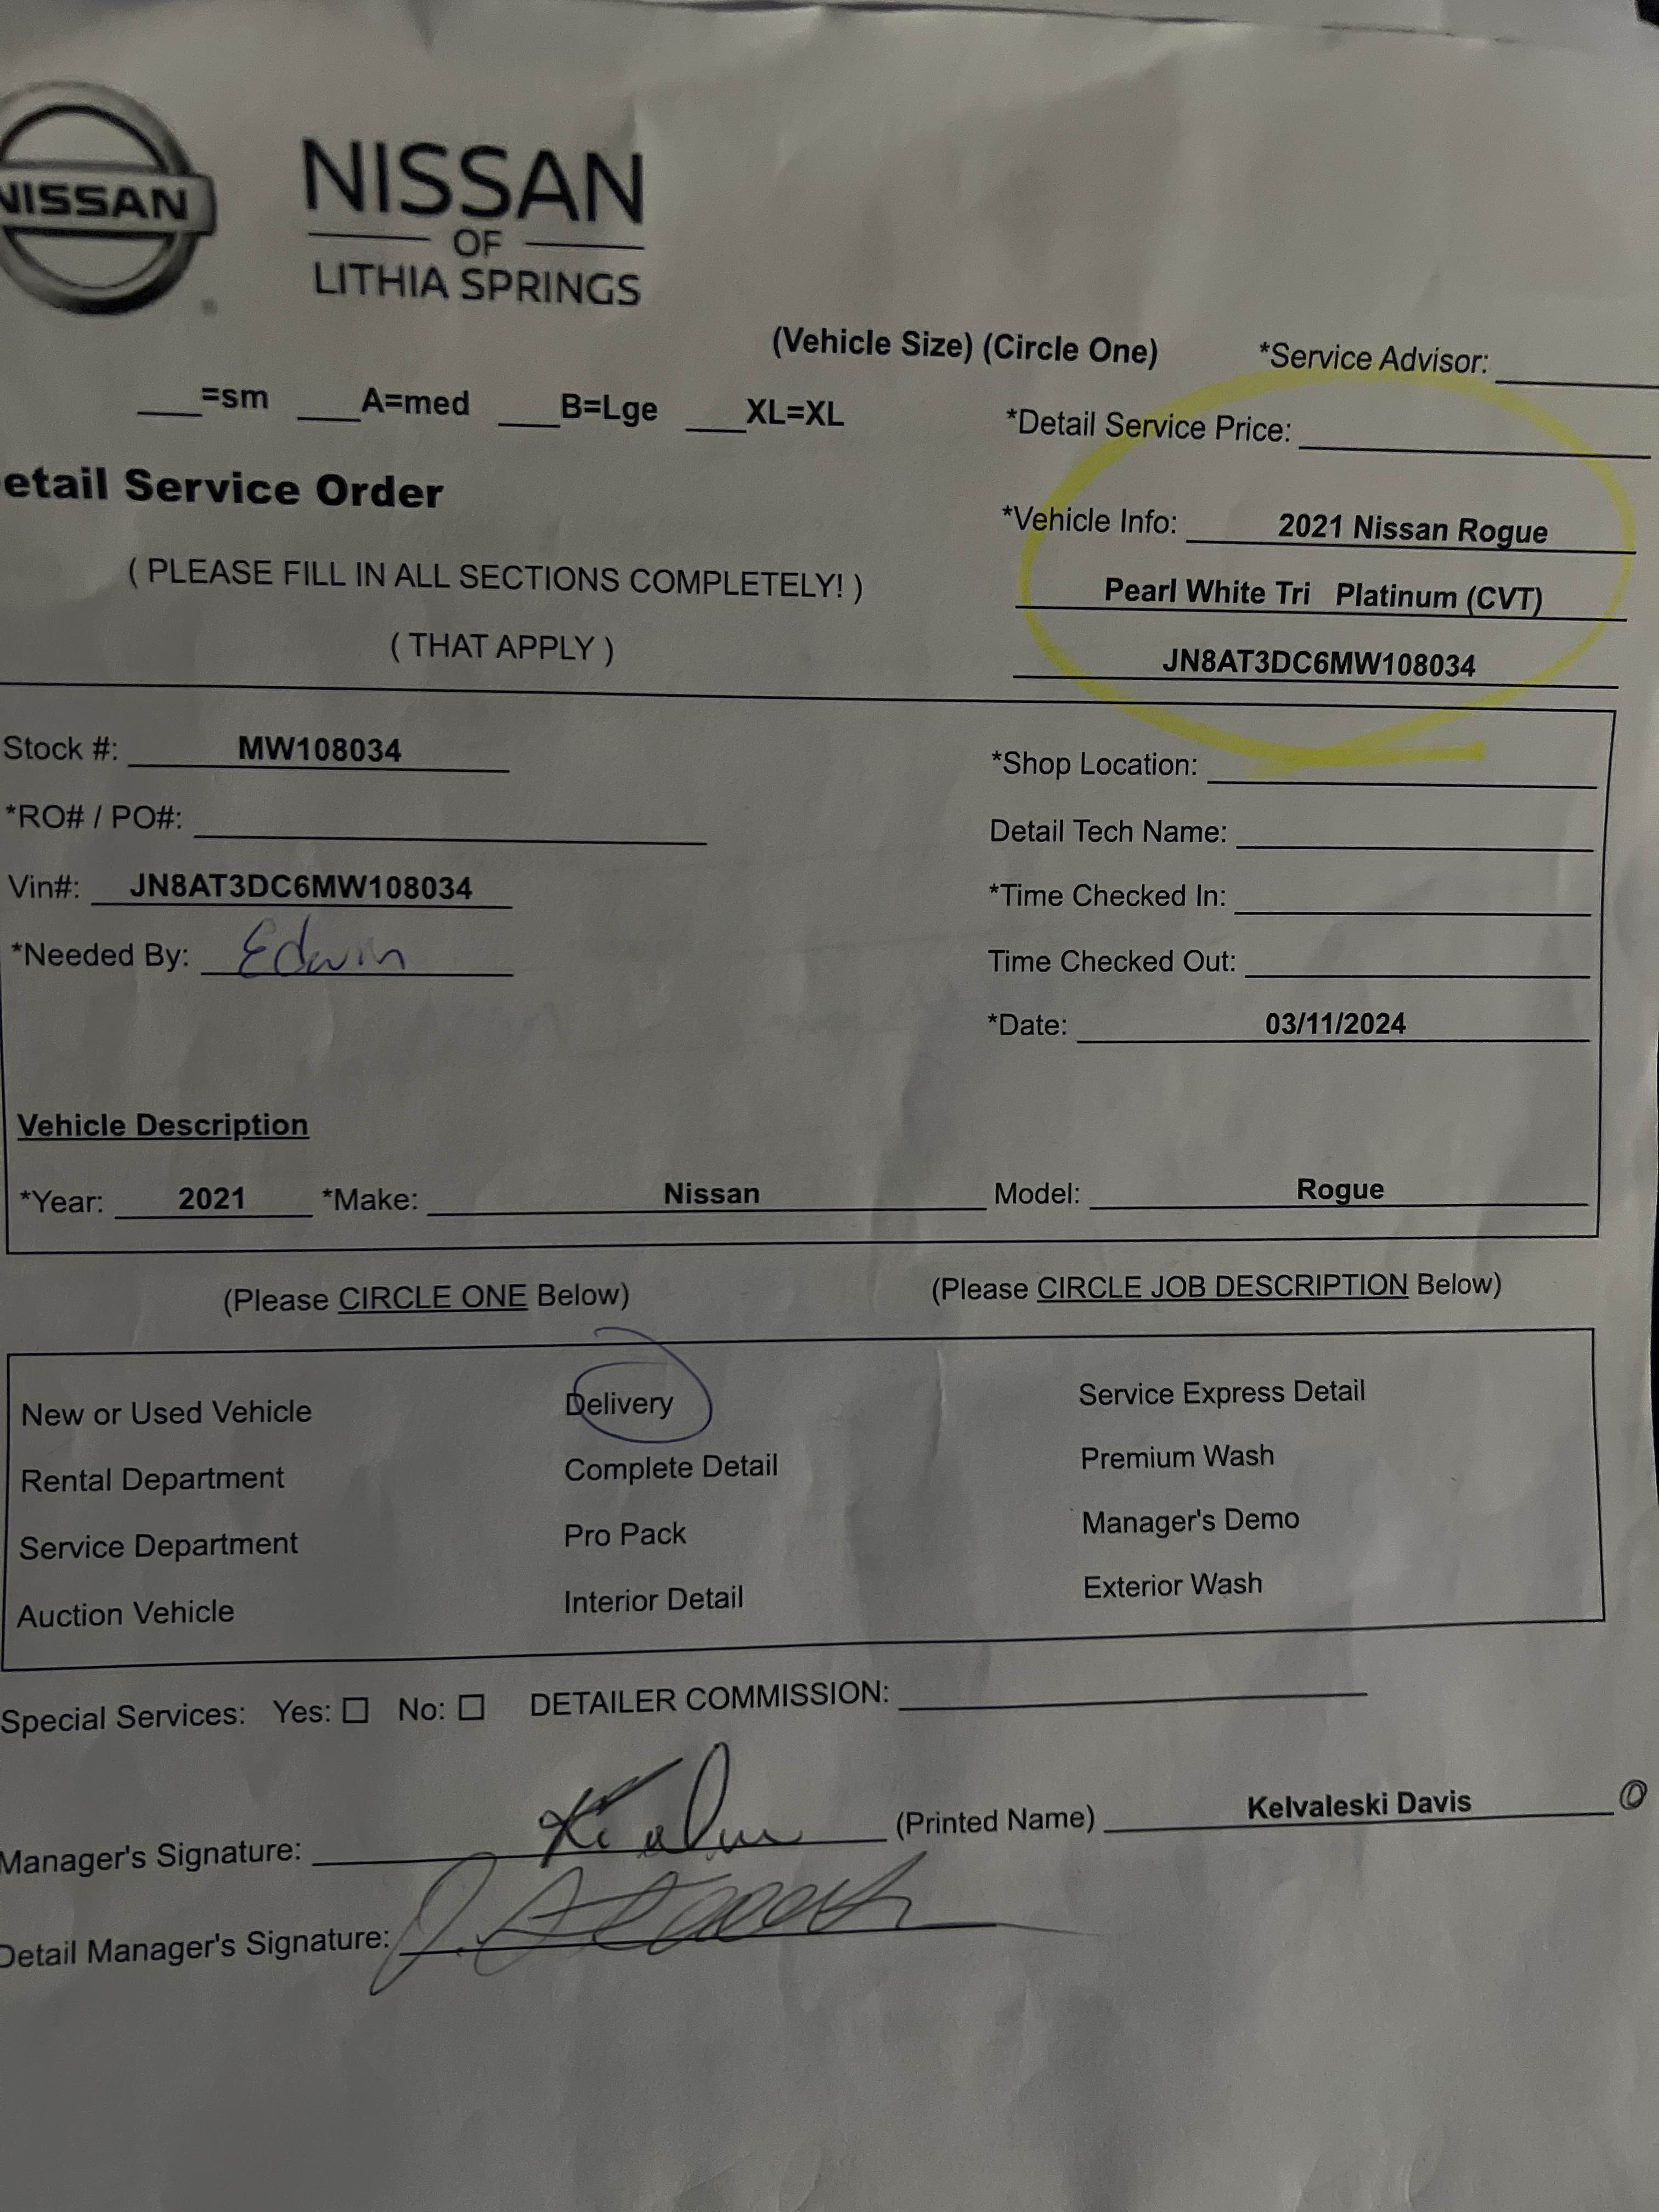 NISSAN
NISSAN
OF
LITHIA SPRINGS
(Vehicle Size) (Circle One)
*Service Advisor:
___=sm ___A=med ___B=Lge ___XL=XL
*Detail Service Price:
etail Service Order
*Vehicle Info: 2021 Nissan Rogue
( PLEASE FILL IN ALL SECTIONS COMPLETELY! )
Pearl White Tri Platinum (CVT)
( THAT APPLY )
JN8AT3DC6MW108034
Stock #: MW108034
*Shop Location:
*RO# / PO#:
Detail Tech Name:
Vin#: JN8AT3DC6MW108034
*Time Checked In:
*Needed By: Edwin
Time Checked Out:
*Date: 03/11/2024
Vehicle Description
*Year: 2021 *Make: Nissan Model: Rogue
(Please CIRCLE ONE Below) (Please CIRCLE JOB DESCRIPTION Below)
New or Used Vehicle Delivery Service Express Detail
Rental Department Complete Detail Premium Wash
Service Department Pro Pack Manager's Demo
Auction Vehicle Interior Detail Exterior Wash
Special Services: Yes: ☐ No: ☐ DETAILER COMMISSION:
Manager's Signature: (Printed Name) Kelvaleski Davis
Detail Manager's Signature: